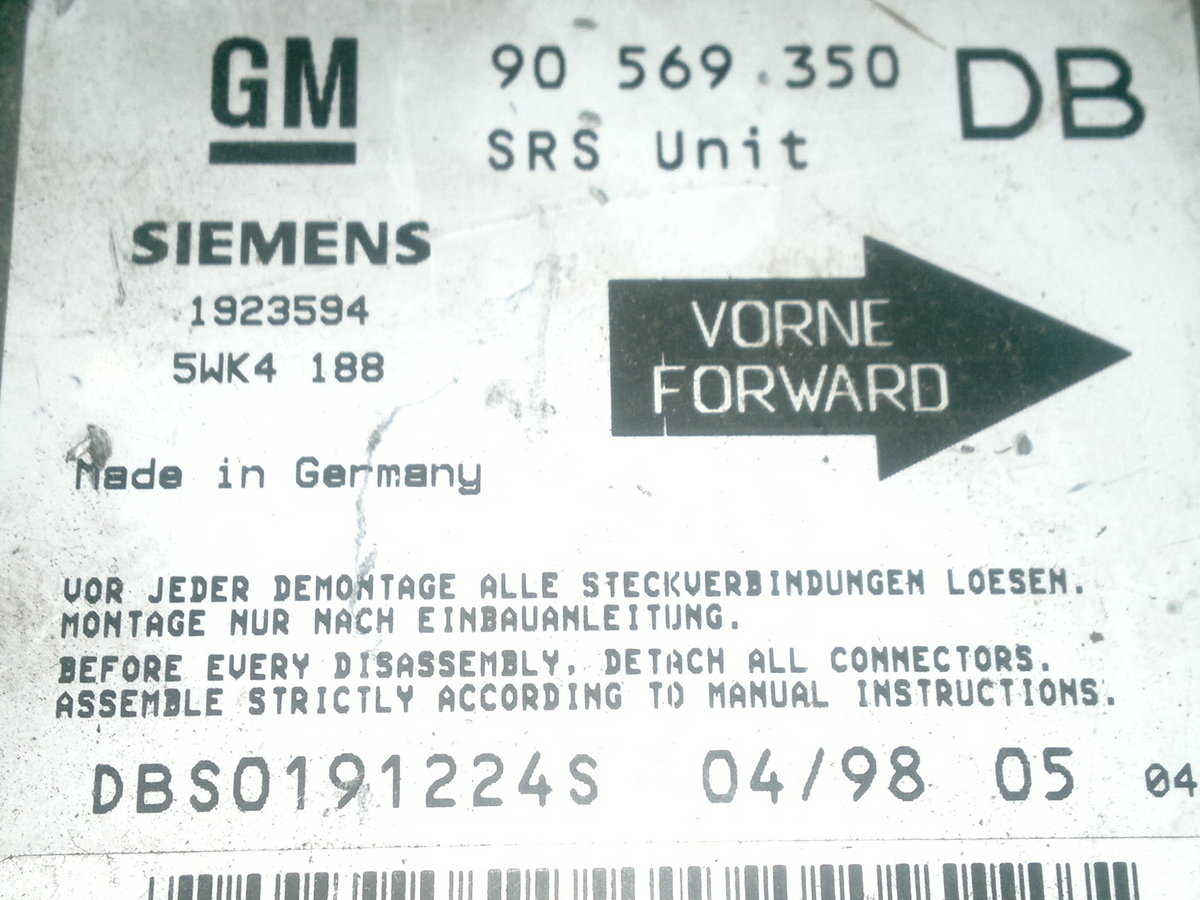 GM
90 569 350 DB
SRS Unit
SIEMENS
1923594
5WK4 188
VORNE
FORWARD
Made in Germany
VOR JEDER DEMONTAGE ALLE STECKVERBINDUNGEN LOESEN.
MONTAGE NUR NACH EINBAUANLEITUNG.
BEFORE EVERY DISASSEMBLY, DETACH ALL CONNECTORS.
ASSEMBLE STRICTLY ACCORDING TO MANUAL INSTRUCTIONS.
DBS0191224S 04/98 05 04